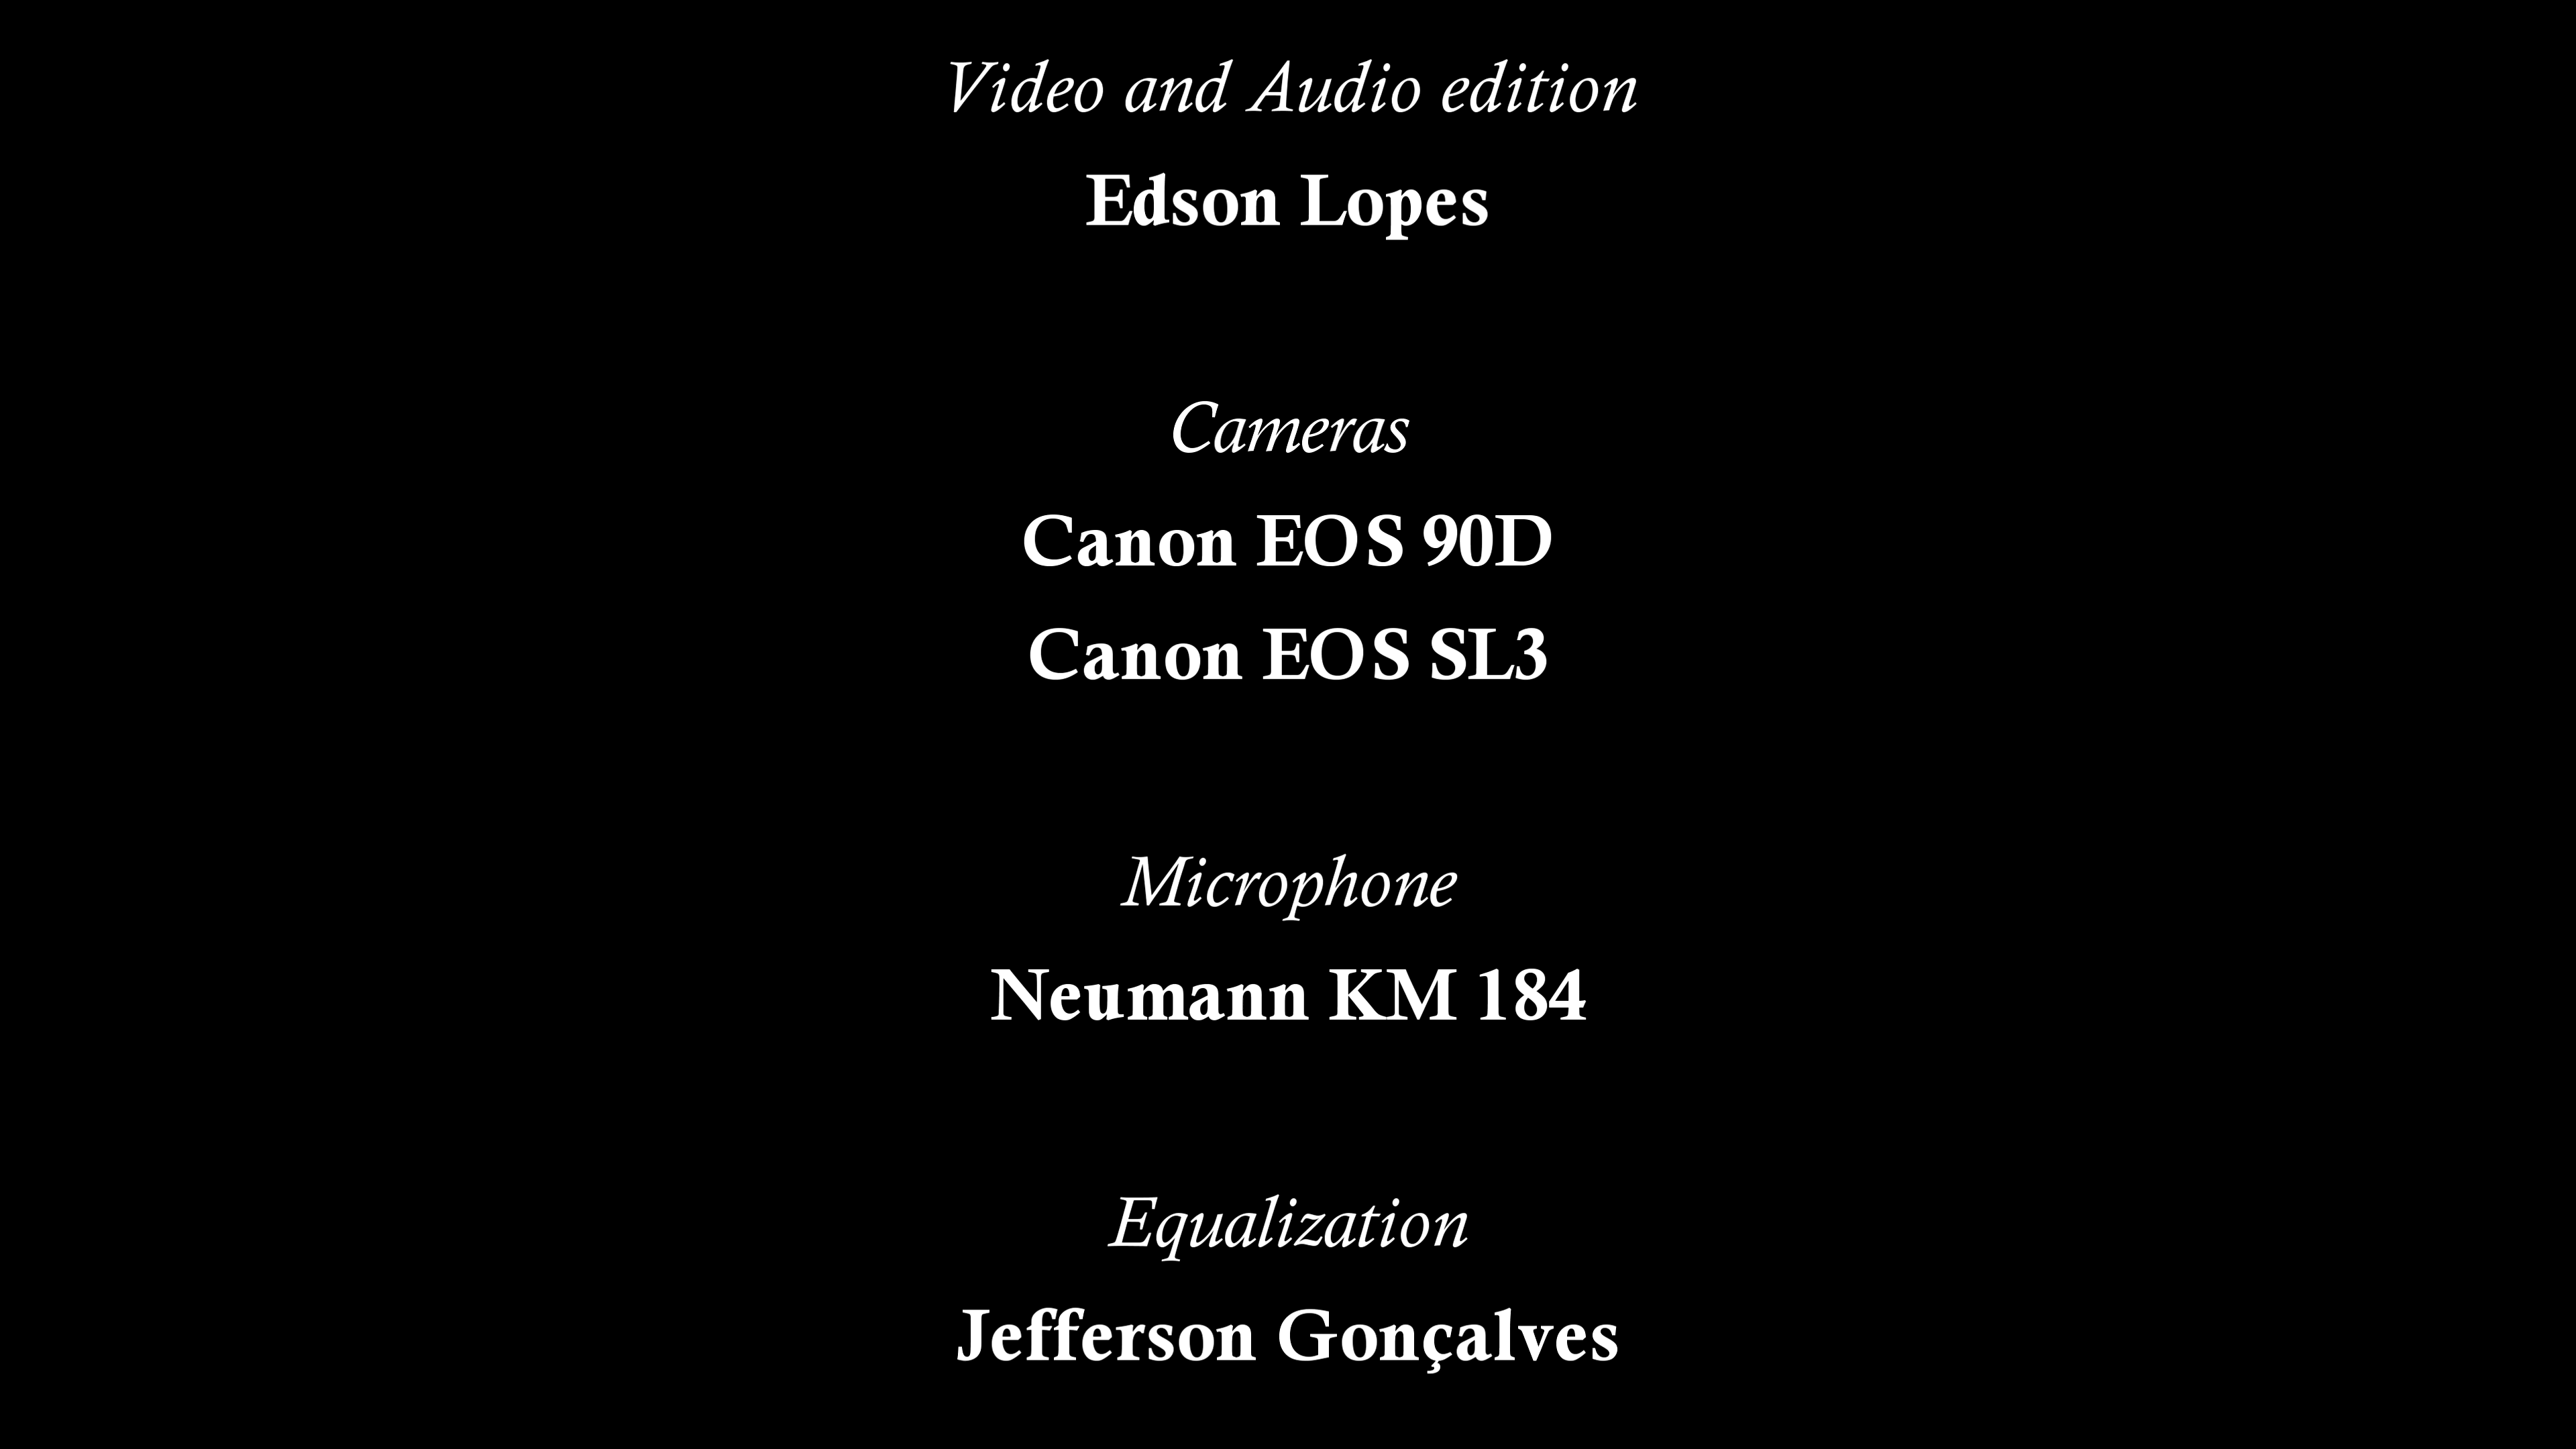 Video and Audio edition
Edson Lopes
Cameras
Canon EOS 90D
Canon EOS SL3
Microphone
Neumann KM 184
Equalization
Jefferson Gonçalves